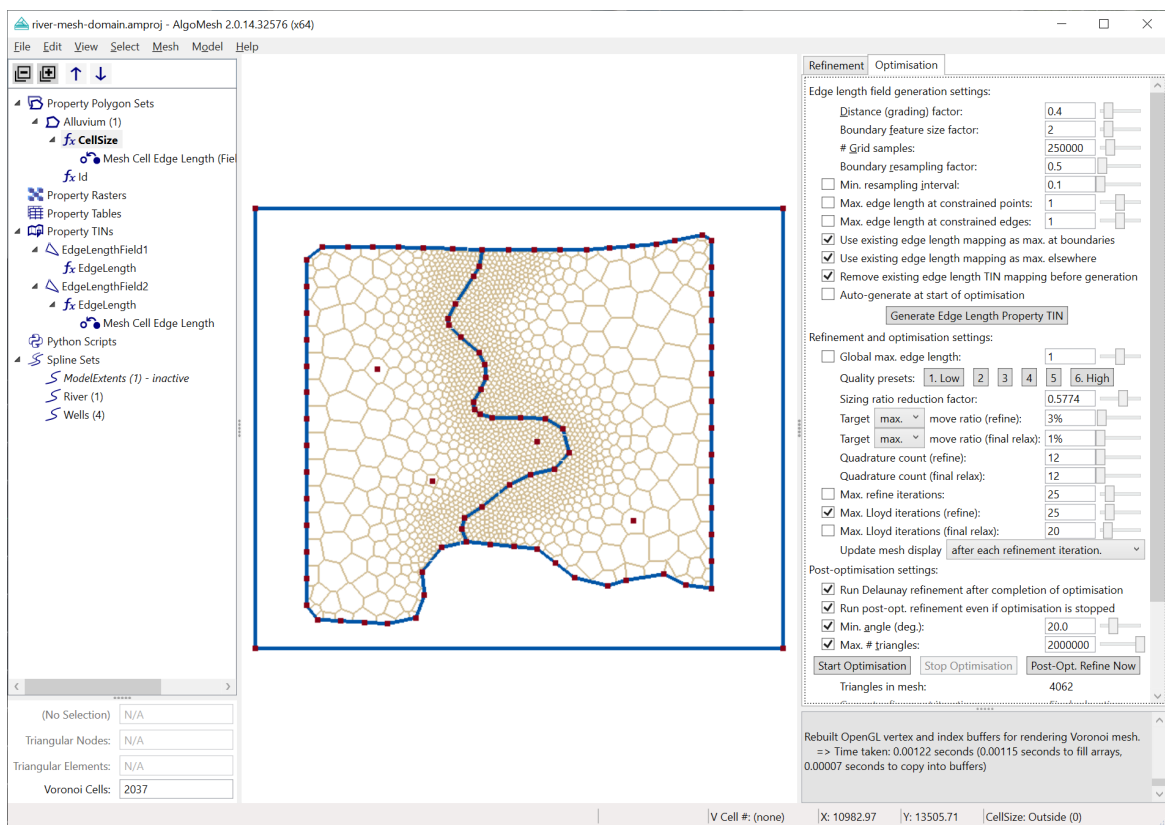 river-mesh-domain.amproj - AlgoMesh 2.0.14.32576 (x64)
File Edit View Select Mesh Model Help
Property Polygon Sets
Alluvium (1)
fx CellSize
Mesh Cell Edge Length (Fiel
fx Id
Property Rasters
Property Tables
Property TINs
EdgeLengthField1
fx EdgeLength
EdgeLengthField2
fx EdgeLength
Mesh Cell Edge Length
Python Scripts
Spline Sets
ModelExtents (1) - inactive
River (1)
Wells (4)
(No Selection) N/A
Triangular Nodes: N/A
Triangular Elements: N/A
Voronoi Cells: 2037
Refinement Optimisation
Edge length field generation settings:
Distance (grading) factor: 0.4
Boundary feature size factor: 2
# Grid samples: 250000
Boundary resampling factor: 0.5
Min. resampling interval: 0.1
Max. edge length at constrained points: 1
Max. edge length at constrained edges: 1
Use existing edge length mapping as max. at boundaries
Use existing edge length mapping as max. elsewhere
Remove existing edge length TIN mapping before generation
Auto-generate at start of optimisation
Generate Edge Length Property TIN
Refinement and optimisation settings:
Global max. edge length: 1
Quality presets: 1. Low 2 3 4 5 6. High
Sizing ratio reduction factor: 0.5774
Target max. move ratio (refine): 3%
Target max. move ratio (final relax): 1%
Quadrature count (refine): 12
Quadrature count (final relax): 12
Max. refine iterations: 25
Max. Lloyd iterations (refine): 25
Max. Lloyd iterations (final relax): 20
Update mesh display after each refinement iteration.
Post-optimisation settings:
Run Delaunay refinement after completion of optimisation
Run post-opt. refinement even if optimisation is stopped
Min. angle (deg.): 20.0
Max. # triangles: 2000000
Start Optimisation Stop Optimisation Post-Opt. Refine Now
Triangles in mesh: 4062
Rebuilt OpenGL vertex and index buffers for rendering Voronoi mesh.
=> Time taken: 0.00122 seconds (0.00115 seconds to fill arrays,
0.00007 seconds to copy into buffers)
V Cell #: (none) X: 10982.97 Y: 13505.71 CellSize: Outside (0)